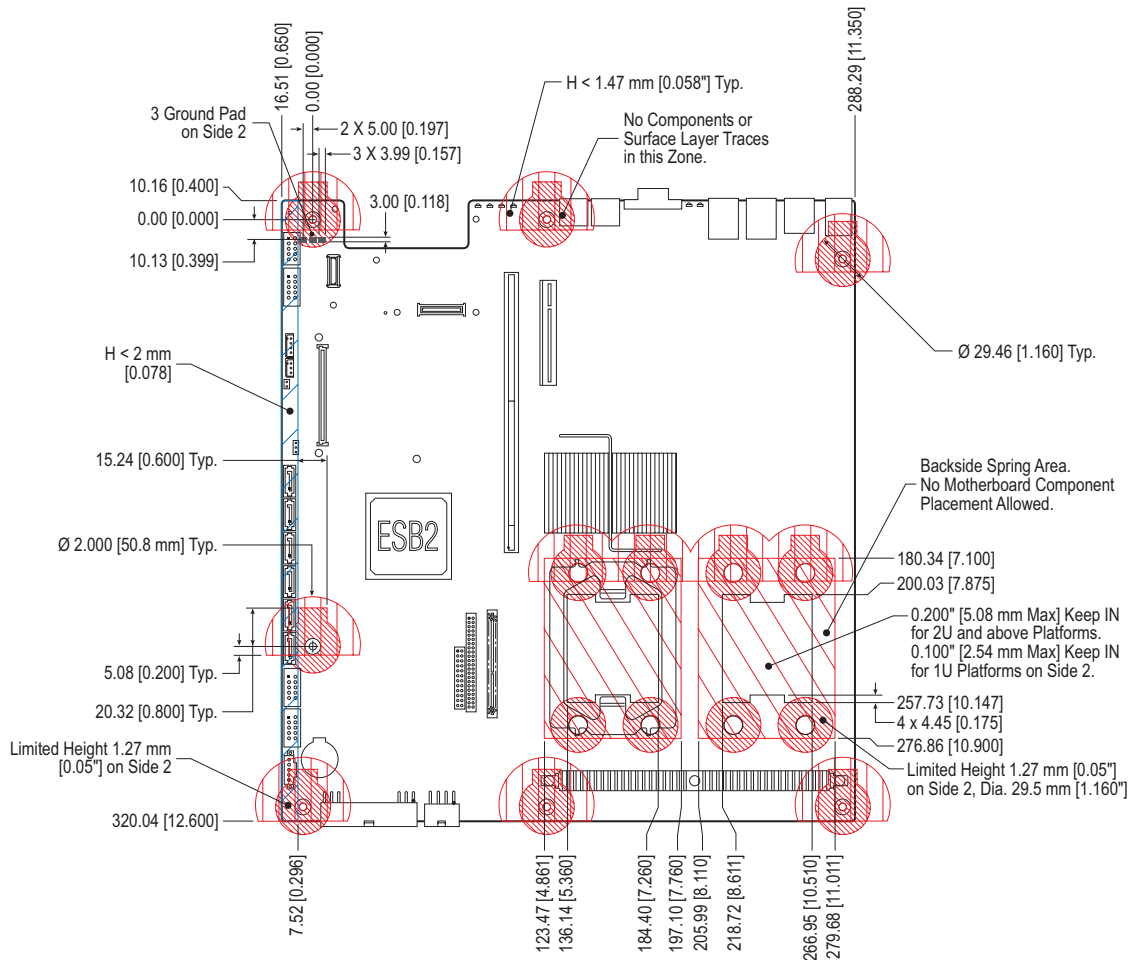 16.51 [0.650]
0.00 [0.000]
288.29 [11.350]
H < 1.47 mm [0.058"] Typ.
3 Ground Pad
on Side 2
2 X 5.00 [0.197]
3 X 3.99 [0.157]
No Components or
Surface Layer Traces
in this Zone.
10.16 [0.400]
3.00 [0.118]
0.00 [0.000]
10.13 [0.399]
H < 2 mm
[0.078]
Ø 29.46 [1.160] Typ.
15.24 [0.600] Typ.
Backside Spring Area.
No Motherboard Component
Placement Allowed.
ESB2
Ø 2.000 [50.8 mm] Typ.
180.34 [7.100]
200.03 [7.875]
0.200" [5.08 mm Max] Keep IN
for 2U and above Platforms.
0.100" [2.54 mm Max] Keep IN
for 1U Platforms on Side 2.
5.08 [0.200] Typ.
20.32 [0.800] Typ.
257.73 [10.147]
4 x 4.45 [0.175]
276.86 [10.900]
Limited Height 1.27 mm
[0.05"] on Side 2
Limited Height 1.27 mm [0.05"]
on Side 2, Dia. 29.5 mm [1.160"]
320.04 [12.600]
7.52 [0.296]
123.47 [4.861]
136.14 [5.360]
184.40 [7.260]
197.10 [7.760]
205.99 [8.110]
218.72 [8.611]
266.95 [10.510]
279.68 [11.011]